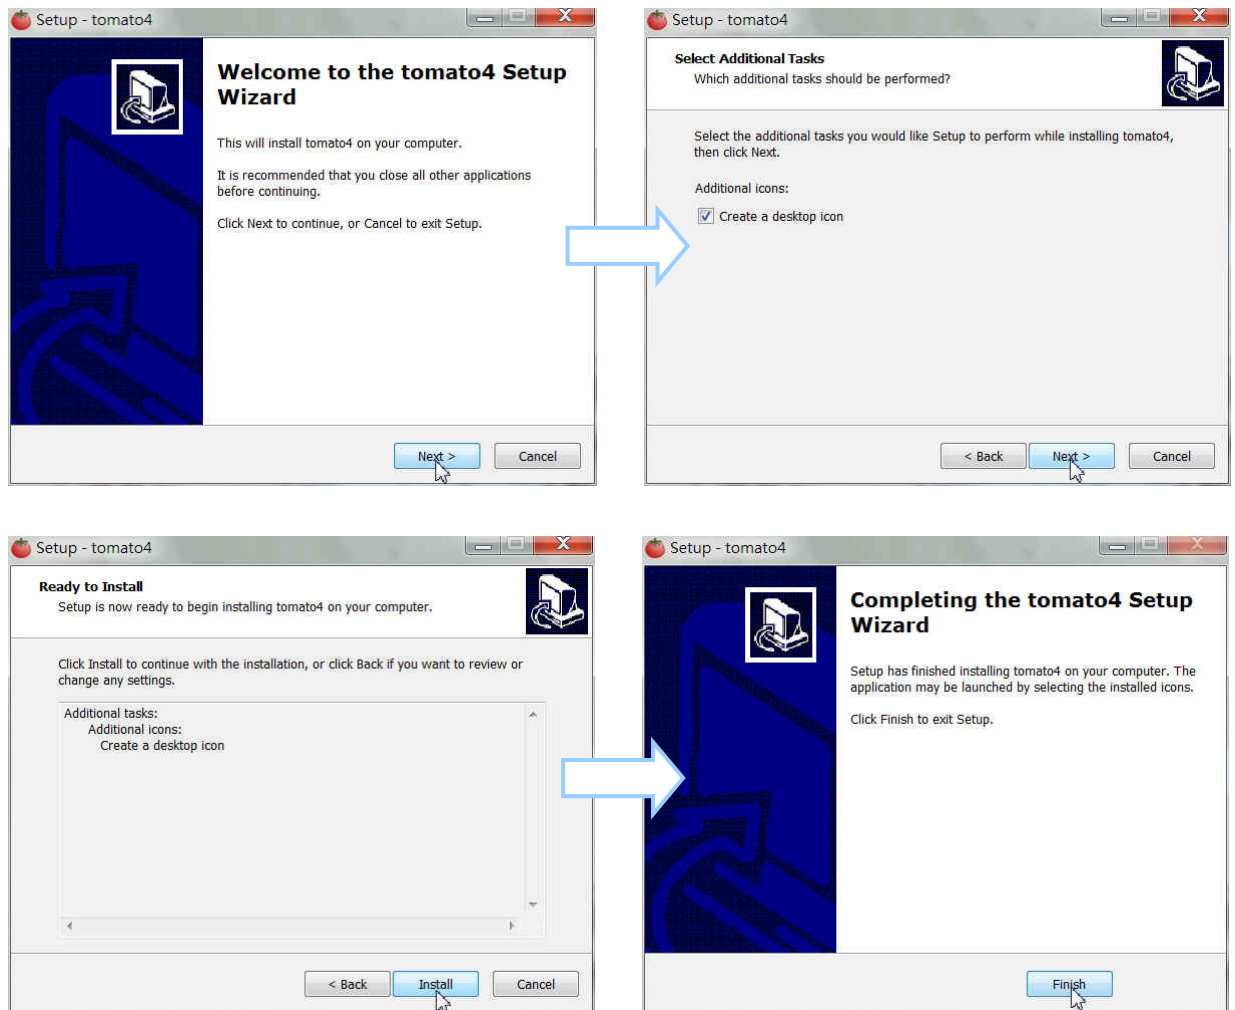 Setup - tomato4
Welcome to the tomato4 Setup
Wizard
This will install tomato4 on your computer.
It is recommended that you close all other applications
before continuing.
Click Next to continue, or Cancel to exit Setup.
Next >
Cancel
Setup - tomato4
Select Additional Tasks
Which additional tasks should be performed?
Select the additional tasks you would like Setup to perform while installing tomato4,
then click Next.
Additional icons:
Create a desktop icon
< Back
Next >
Cancel
Setup - tomato4
Ready to Install
Setup is now ready to begin installing tomato4 on your computer.
Click Install to continue with the installation, or click Back if you want to review or
change any settings.
Additional tasks:
Additional icons:
Create a desktop icon
< Back
Install
Cancel
Setup - tomato4
Completing the tomato4 Setup
Wizard
Setup has finished installing tomato4 on your computer. The
application may be launched by selecting the installed icons.
Click Finish to exit Setup.
Finish